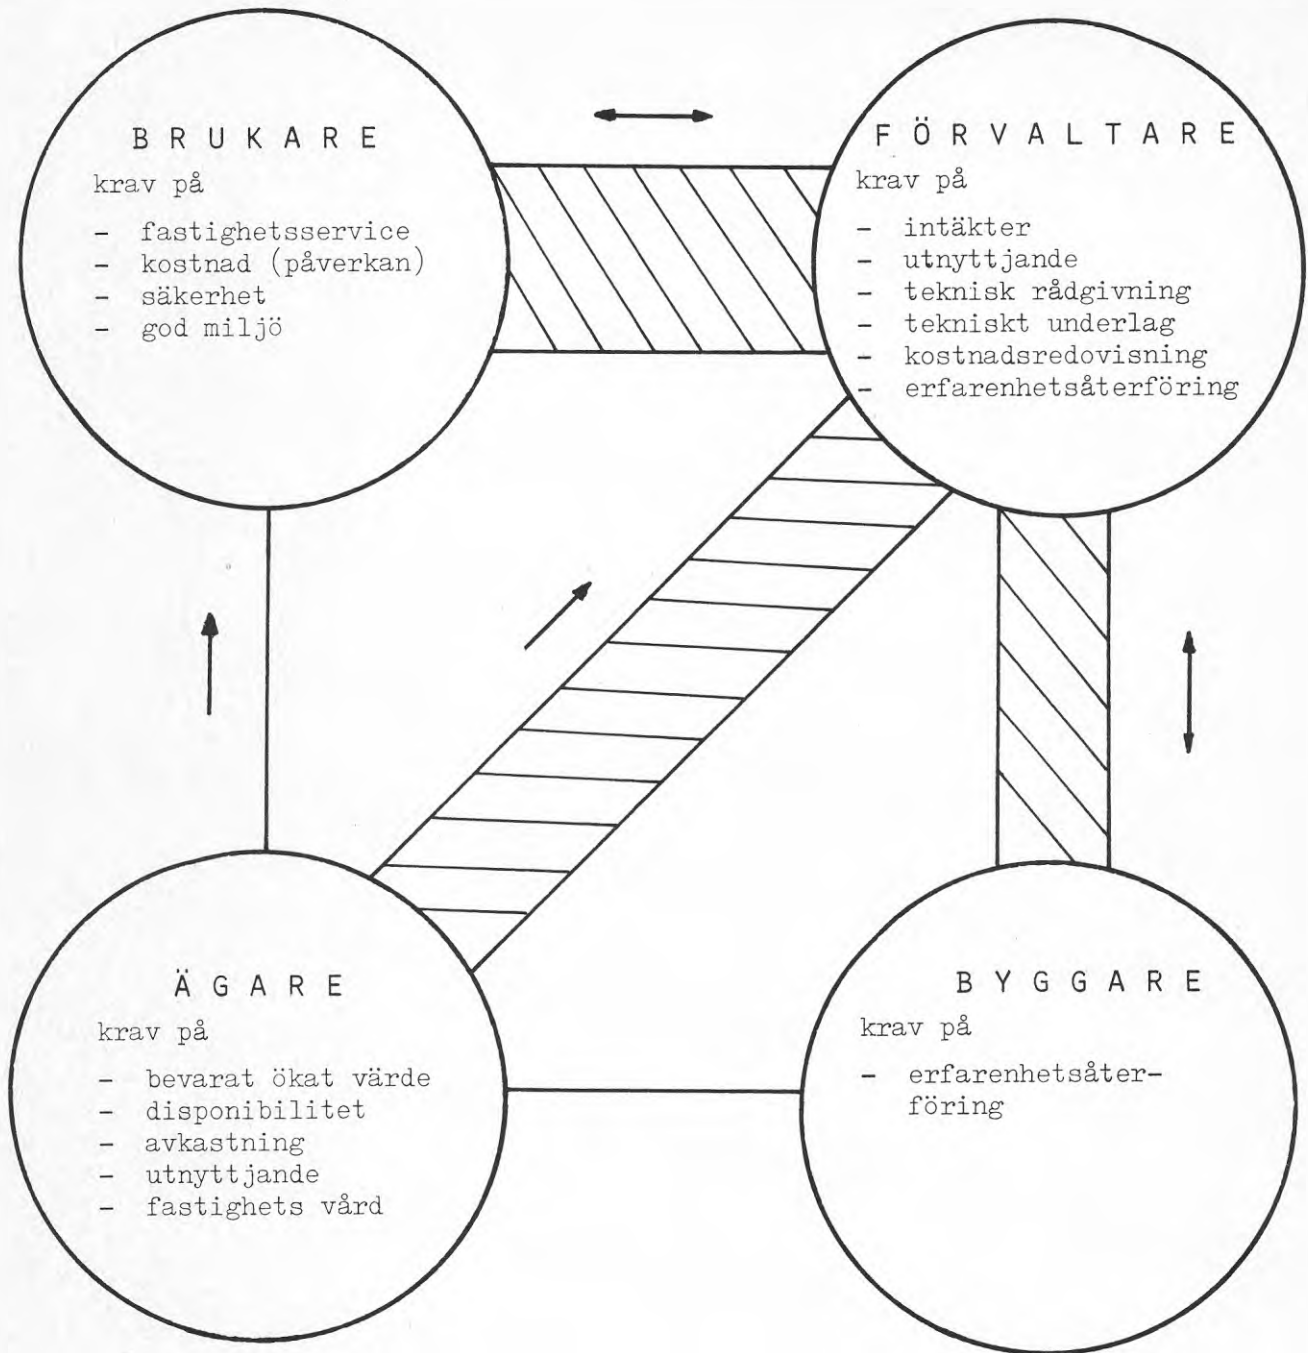 BRUKARE
krav på
- fastighetsservice
- kostnad (påverkan)
- säkerhet
- god miljö
FÖRVALTARE
krav på
- intäkter
- utnyttjande
- teknisk rådgivning
- tekniskt underlag
- kostnadsredovisning
- erfarenhetsåterföring
ÄGARE
krav på
- bevarat ökat värde
- disponibilitet
- avkastning
- utnyttjande
- fastighets vård
BYGGARE
krav på
- erfarenhetsåter-
föring